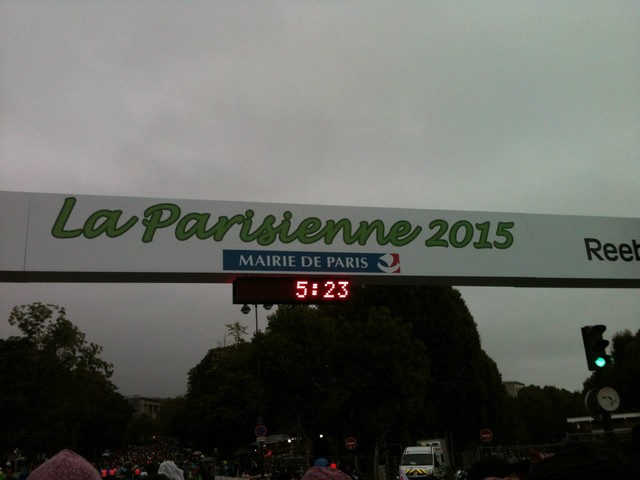 La Parisienne 2015
Reeb
MAIRIE DE PARIS
5:23